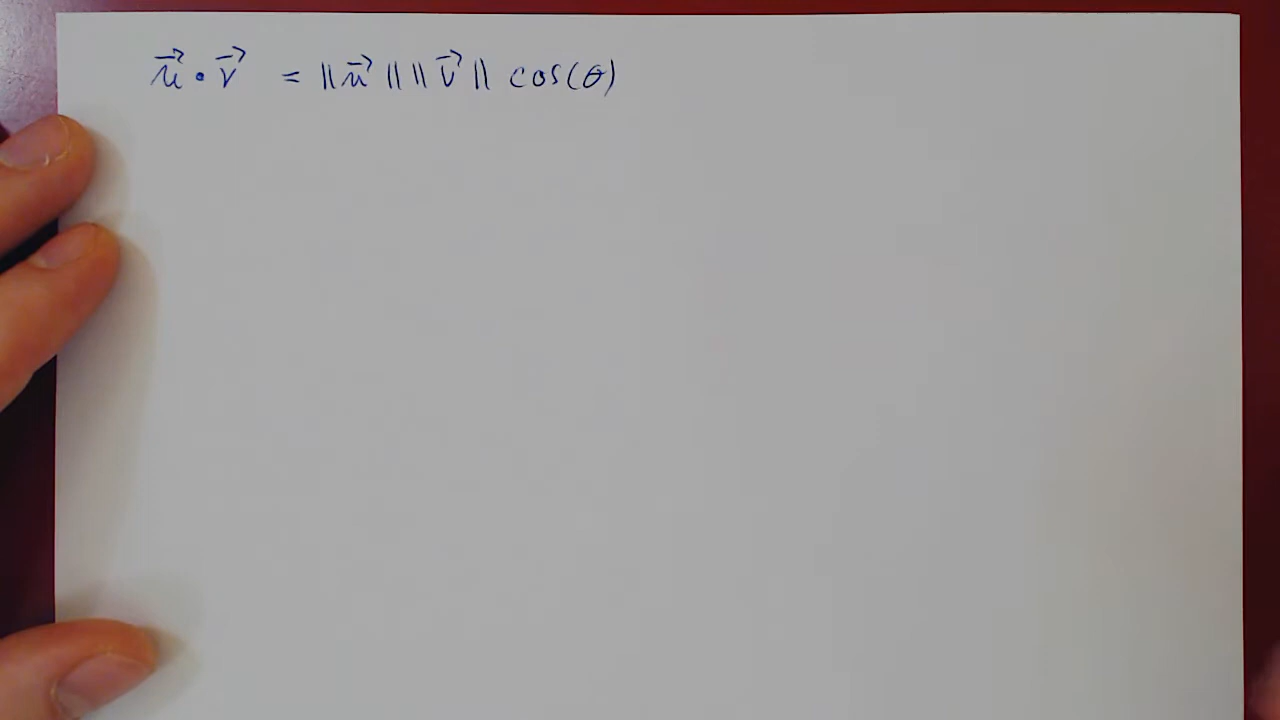 u⃗ • v⃗ = ‖u⃗‖ ‖v⃗‖ cos(θ)